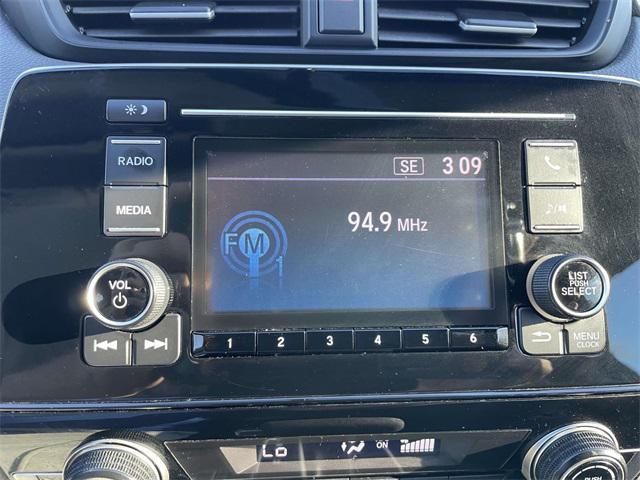 RADIO
SE 3 09
MEDIA
94.9 MHz
FM
1
VOL
LIST
PUSH
SELECT
1 2 3 4 5 6
MENU
CLOCK
Lo
ON
PUSH